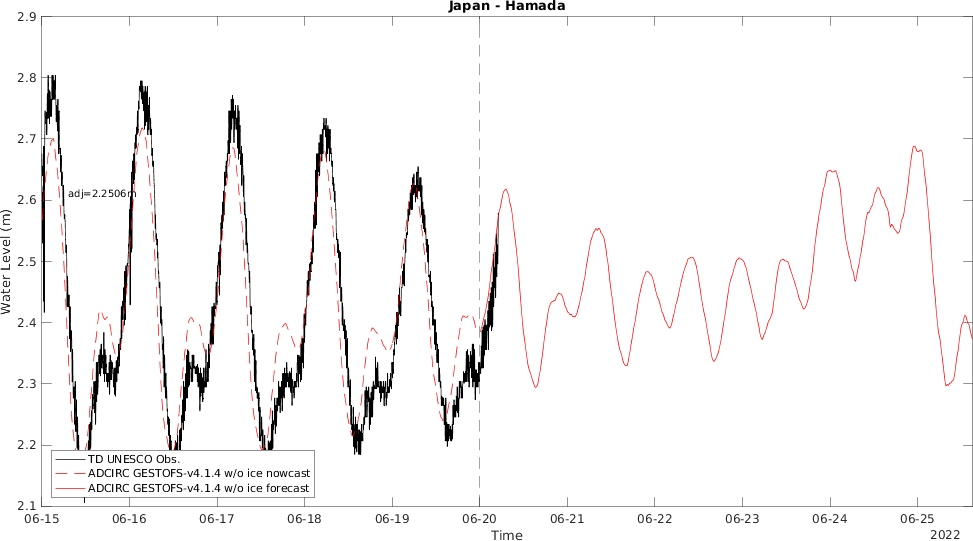 Japan - Hamada
2.9
2.8
2.7
2.6
2.5
2.4
2.3
2.2
2.1
Water Level (m)
adj=2.2506m
TD UNESCO Obs.
ADCIRC GESTOFS-v4.1.4 w/o ice nowcast
ADCIRC GESTOFS-v4.1.4 w/o ice forecast
06-15 06-16 06-17 06-18 06-19 06-20 06-21 06-22 06-23 06-24 06-25
Time
2022